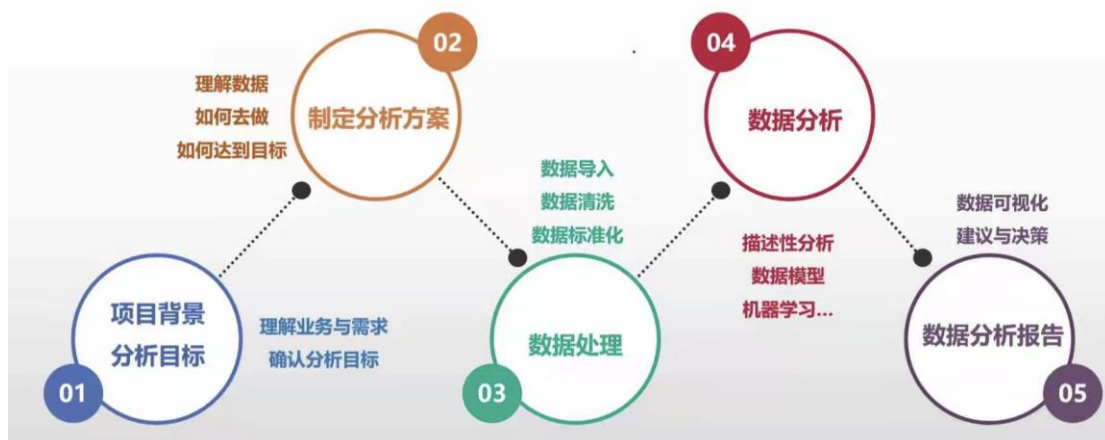 01
项目背景
分析目标
理解业务与需求
确认分析目标
02
制定分析方案
理解数据
如何去做
如何达到目标
03
数据处理
数据导入
数据清洗
数据标准化
04
数据分析
描述性分析
数据模型
机器学习...
05
数据分析报告
数据可视化
建议与决策